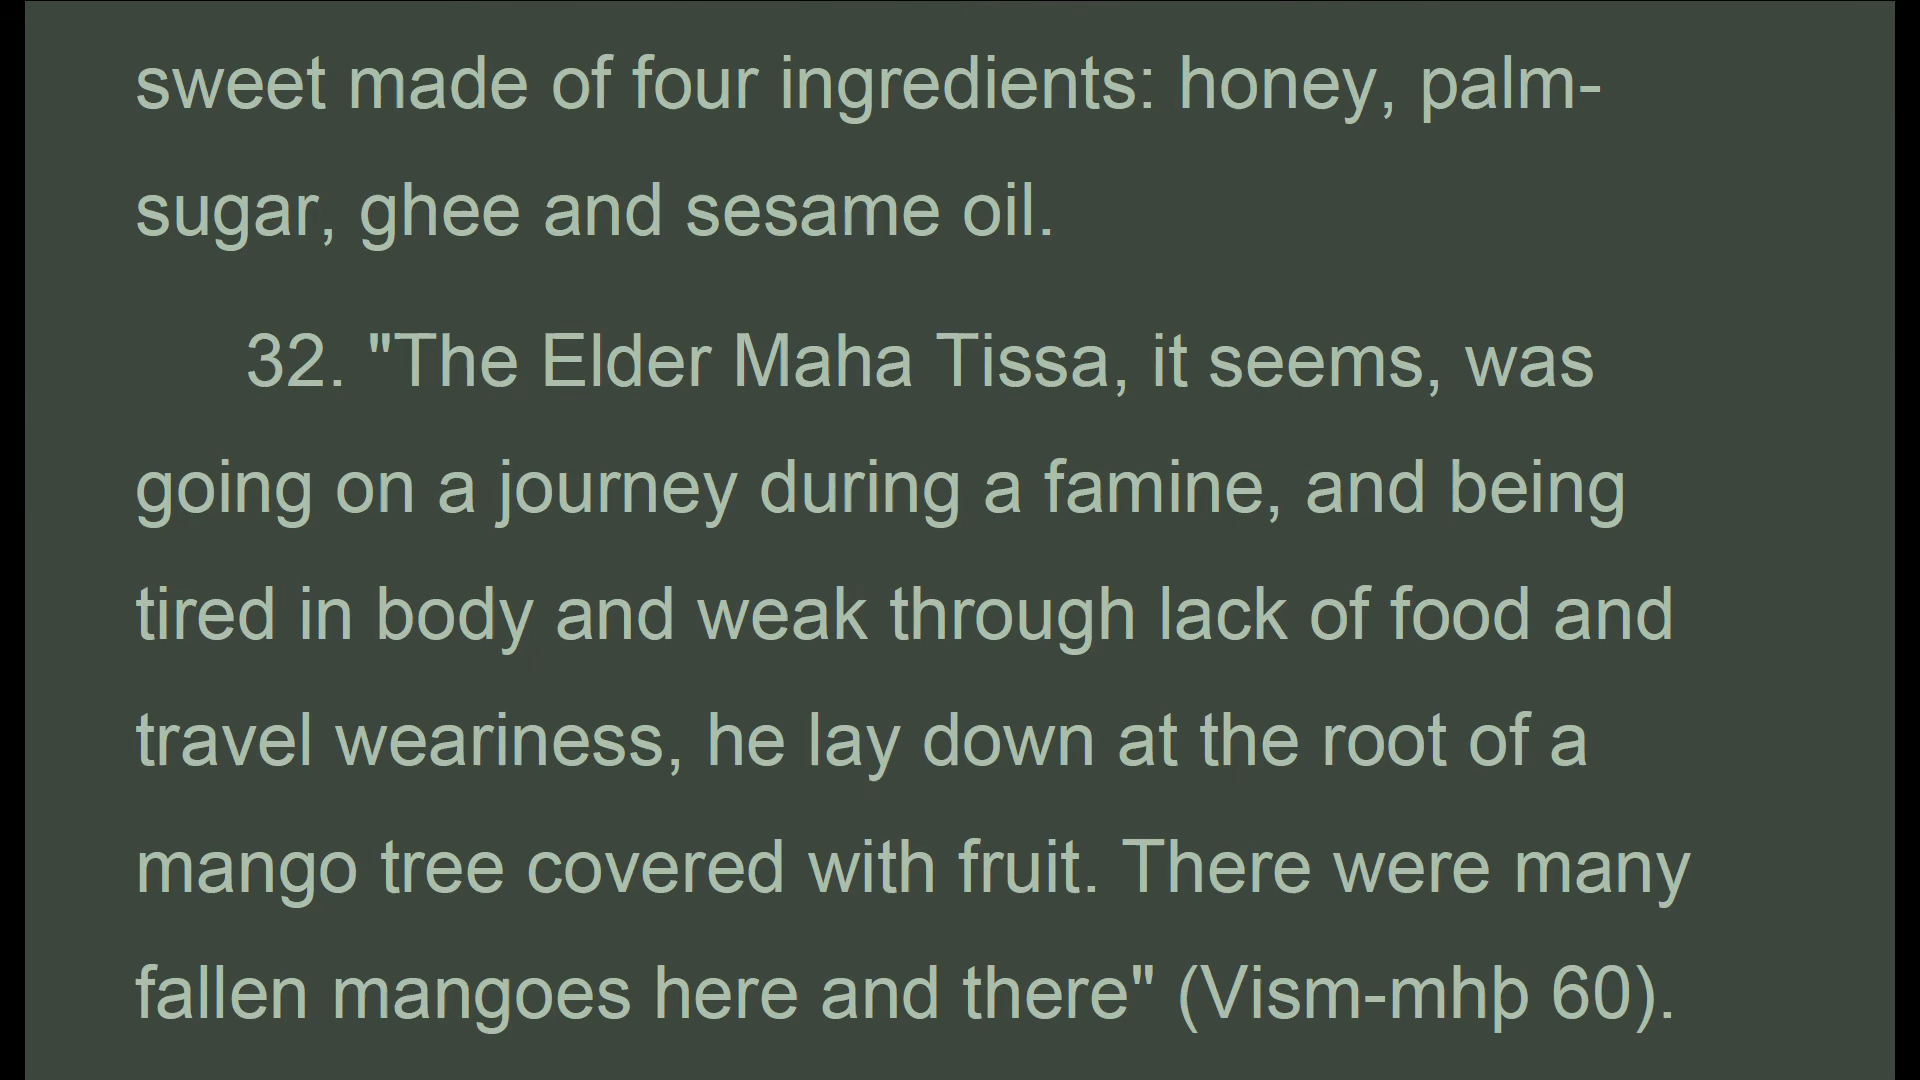 sweet made of four ingredients: honey, palm-
sugar, ghee and sesame oil.
32. "The Elder Maha Tissa, it seems, was
going on a journey during a famine, and being
tired in body and weak through lack of food and
travel weariness, he lay down at the root of a
mango tree covered with fruit. There were many
fallen mangoes here and there" (Vism-mhþ 60).